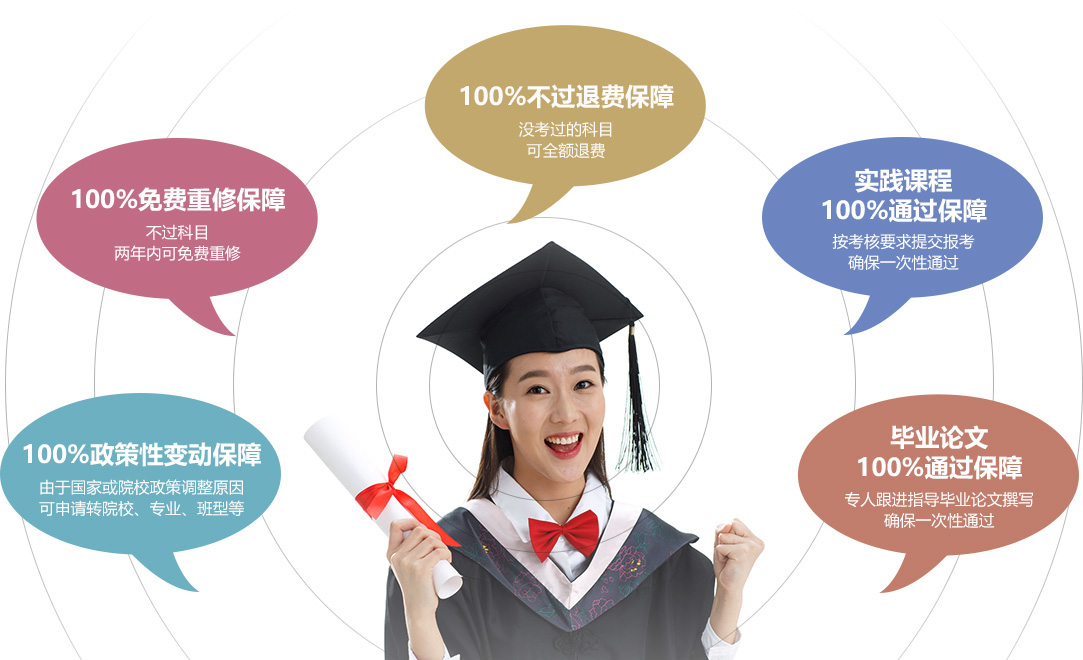 100%不过退费保障
没考过的科目
可全额退费
100%免费重修保障
不过科目
两年内可免费重修
实践课程
100%通过保障
按考核要求提交报考
确保一次性通过
100%政策性变动保障
由于国家或院校政策调整原因
可申请转院校、专业、班型等
毕业论文
100%通过保障
专人跟进指导毕业论文撰写
确保一次性通过